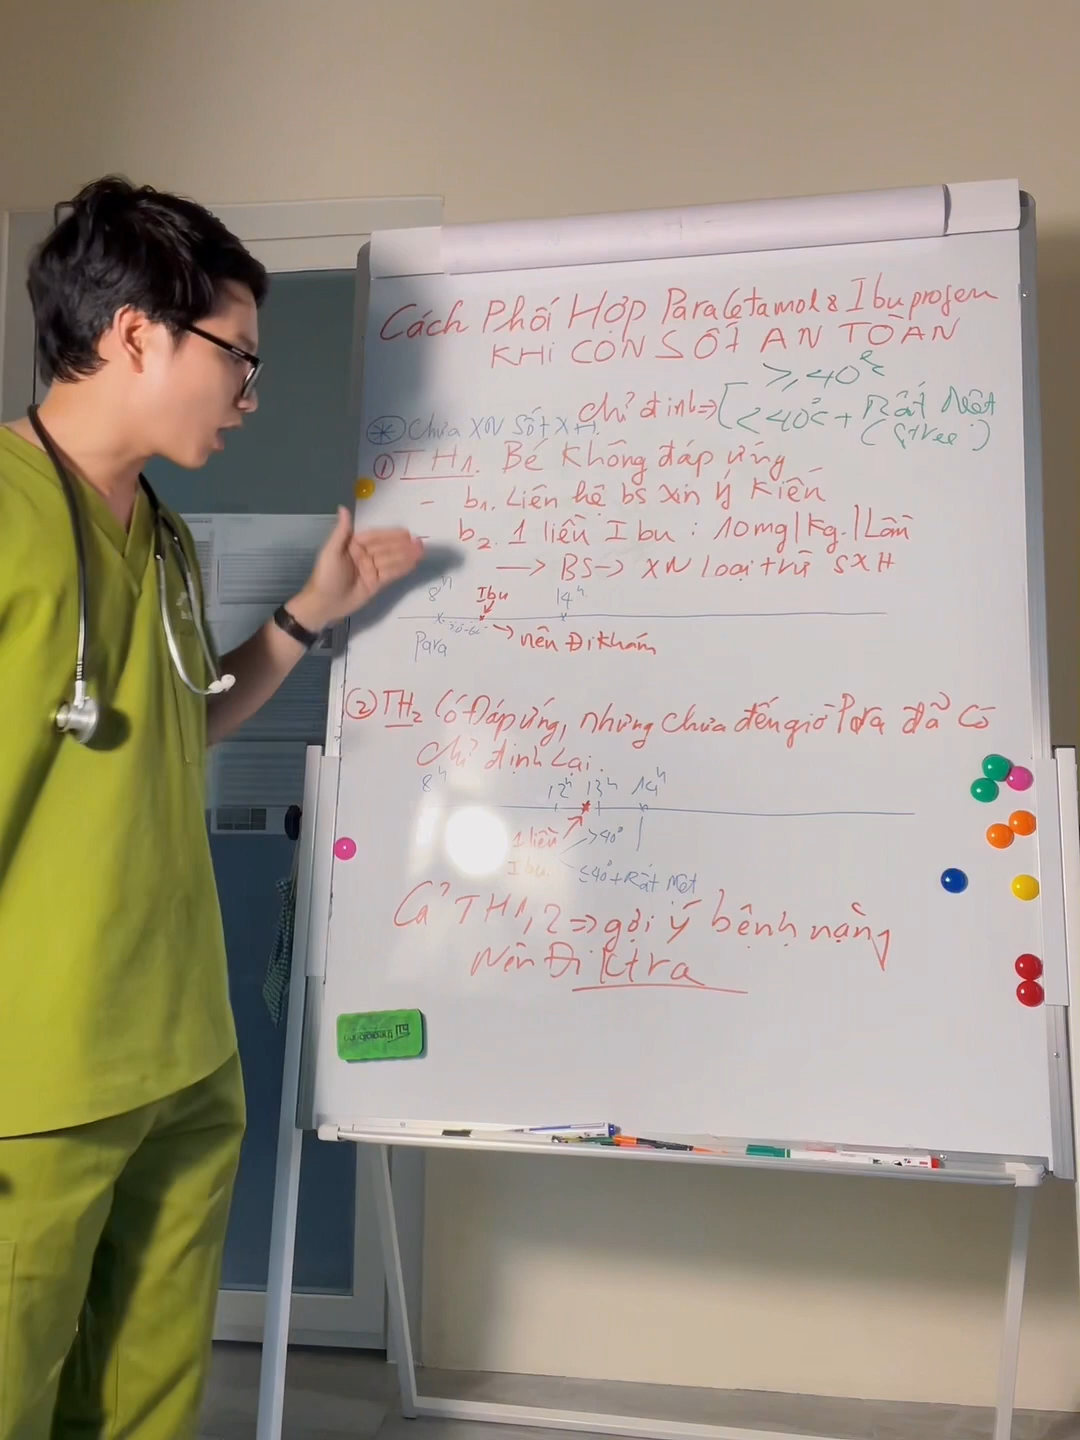 Cách Phối Hợp Paracetamol & Ibuprofen
KHI CƠN SỐT AN TOÀN
≥40°C
Chỉ định ⇒ [ <40°C + Rất Mệt
(Stree)
* Chưa XN Sốt XH.
① TH1. Bé Không đáp ứng
- b1. Liên hệ bs xin ý kiến
- b2. 1 liều Ibu : 10mg/kg./Lần
→ BS → XN loại trừ SXH
8h Ibu 14h
30-60
Para → nên Đi khám
② TH2 Có Đáp ứng, nhưng chưa đến giờ Para đã có
chỉ định lại.
8h 12h 13h 14h
1 liều >40°
Ibu ≤40° + Rất Mệt
Cả TH1,2 ⇒ gợi ý bệnh nặng
Nên Đi ktra